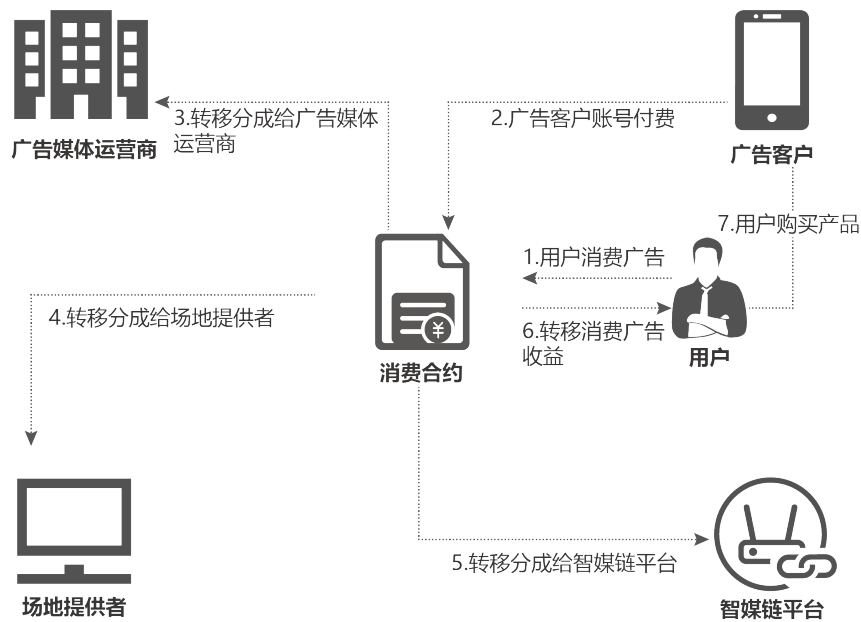 3.转移分成给广告媒体
运营商
2.广告客户账号付费
广告媒体运营商
广告客户
7.用户购买产品
1.用户消费广告
4.转移分成给场地提供者
6.转移消费广告
收益
¥
消费合约
用户
5.转移分成给智媒链平台
场地提供者
智媒链平台